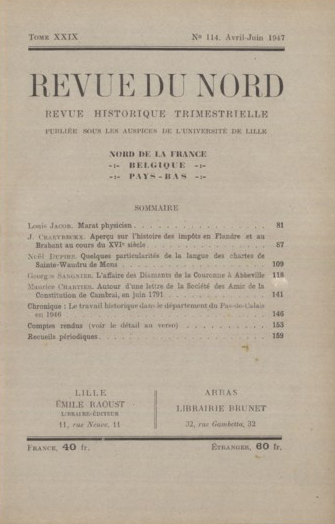 TOME XXIX
Nº 114. Avril-Juin 1947
REVUE DU NORD
REVUE HISTORIQUE TRIMESTRIELLE
PUBLIÉE SOUS LES AUSPICES DE L'UNIVERSITÉ DE LILLE
NORD DE LA FRANCE
-:- BELGIQUE -:-
-:- PAYS-BAS -:-
SOMMAIRE
Louis JACOB. Marat physicien . . . . . . . . . . . . . . . . 81
J. CRAEYBECKX. Aperçu sur l'histoire des impôts en Flandre et au
Brabant au cours du XVIe siècle . . . . . . . . . . . . . . 87
Noël DUPIRE. Quelques particularités de la langue des chartes de
Sainte-Waudru de Mons . . . . . . . . . . . . . . . . . . 109
Georges SANGNIER. L'affaire des Diamants de la Couronne à Abbeville 118
Maurice CHARTIER. Autour d'une lettre de la Société des Amis de la
Constitution de Cambrai, en juin 1791 . . . . . . . . . . . 141
Chronique : Le travail historique dans le département du Pas-de-Calais
en 1946 . . . . . . . . . . . . . . . . . . . . . . . . 146
Comptes rendus (voir le détail au verso) . . . . . . . . . . 153
Recueils périodiques . . . . . . . . . . . . . . . . . . . 159
LILLE
ÉMILE RAOUST
LIBRAIRE-ÉDITEUR
11, rue Neuve, 11
ARRAS
LIBRAIRIE BRUNET
32, rue Gambetta, 32
FRANCE, 40 fr.
ÉTRANGER, 60 fr.